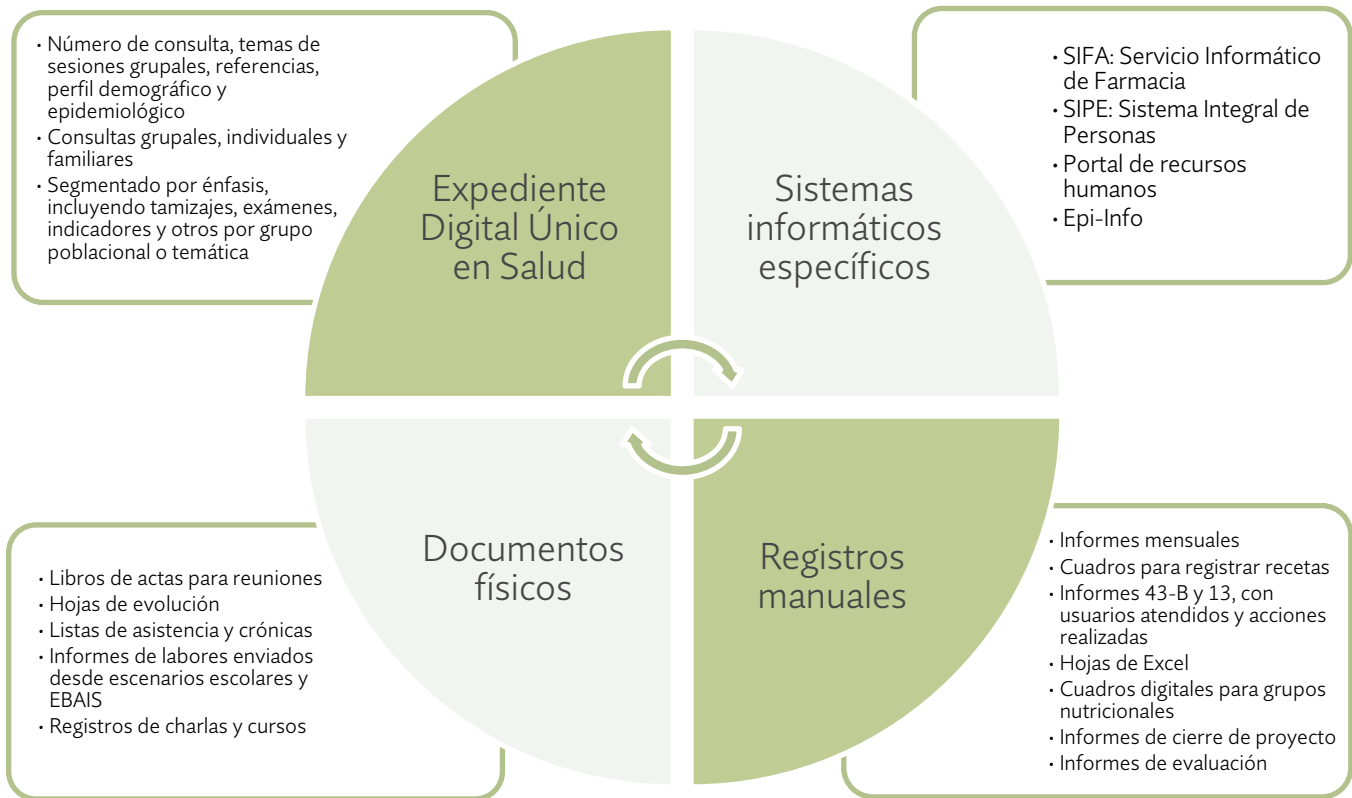 · Número de consulta, temas de
sesiones grupales, referencias,
perfil demográfico y
epidemiológico
· Consultas grupales, individuales y
familiares
· Segmentado por énfasis,
incluyendo tamizajes, exámenes,
indicadores y otros por grupo
poblacional o temática
Expediente
Digital Único
en Salud
Sistemas
informáticos
específicos
· SIFA: Servicio Informático
de Farmacia
· SIPE: Sistema Integral de
Personas
· Portal de recursos
humanos
· Epi-Info
· Libros de actas para reuniones
· Hojas de evolución
· Listas de asistencia y crónicas
· Informes de labores enviados
desde escenarios escolares y
EBAIS
· Registros de charlas y cursos
Documentos
físicos
Registros
manuales
· Informes mensuales
· Cuadros para registrar recetas
· Informes 43-B y 13, con
usuarios atendidos y acciones
realizadas
· Hojas de Excel
· Cuadros digitales para grupos
nutricionales
· Informes de cierre de proyecto
· Informes de evaluación